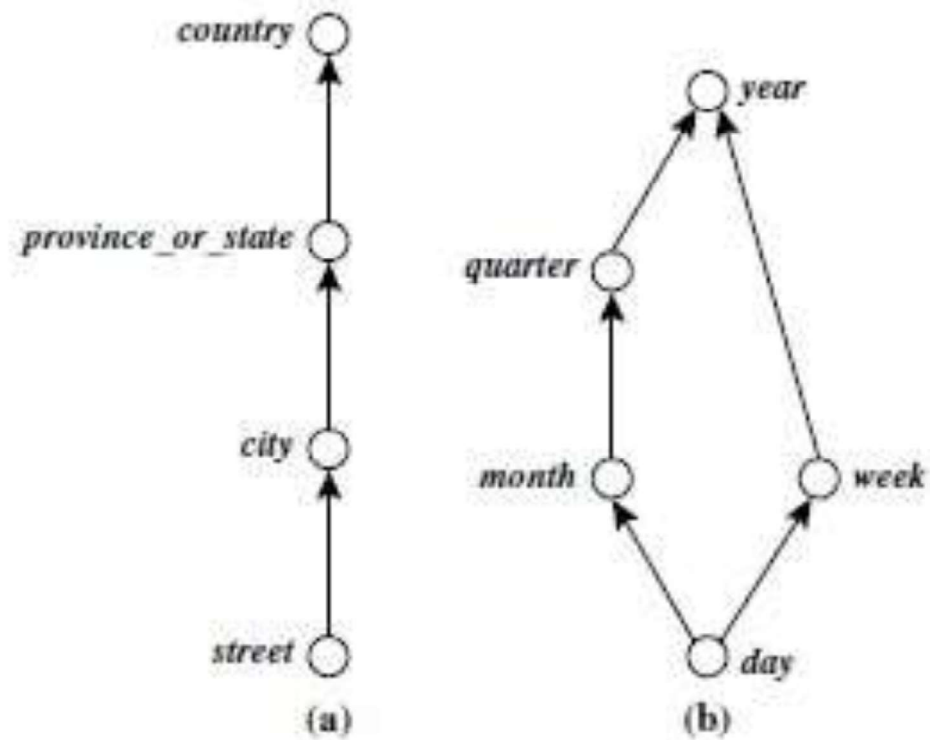 country
province_or_state
city
street
(a)
year
quarter
month
week
day
(b)